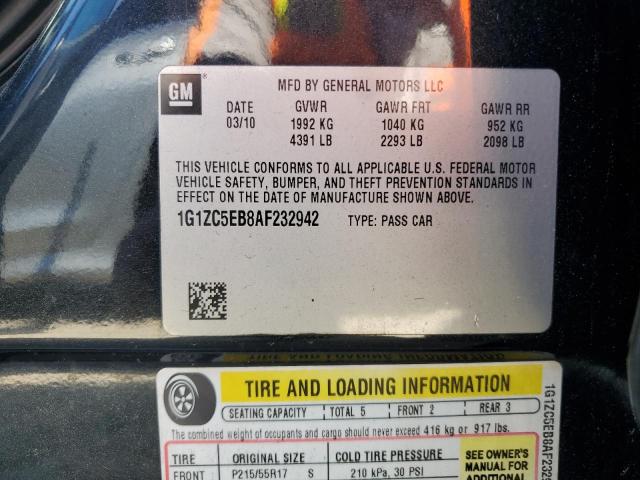 GM
MFD BY GENERAL MOTORS LLC
DATE GVWR GAWR FRT GAWR RR
03/10 1992 KG 1040 KG 952 KG
4391 LB 2293 LB 2098 LB
THIS VEHICLE CONFORMS TO ALL APPLICABLE U.S. FEDERAL MOTOR
VEHICLE SAFETY, BUMPER, AND THEFT PREVENTION STANDARDS IN
EFFECT ON THE DATE OF MANUFACTURE SHOWN ABOVE.
1G1ZC5EB8AF232942 TYPE: PASS CAR
TIRE AND LOADING INFORMATION
SEATING CAPACITY TOTAL 5 FRONT 2 REAR 3
The combined weight of occupants and cargo should never exceed 416 kg or 917 lbs.
TIRE ORIGINAL SIZE COLD TIRE PRESSURE
FRONT P215/55R17 S 210 kPa, 30 PSI
SEE OWNER'S
MANUAL FOR
ADDITIONAL
1G1ZC5EB8AF2329